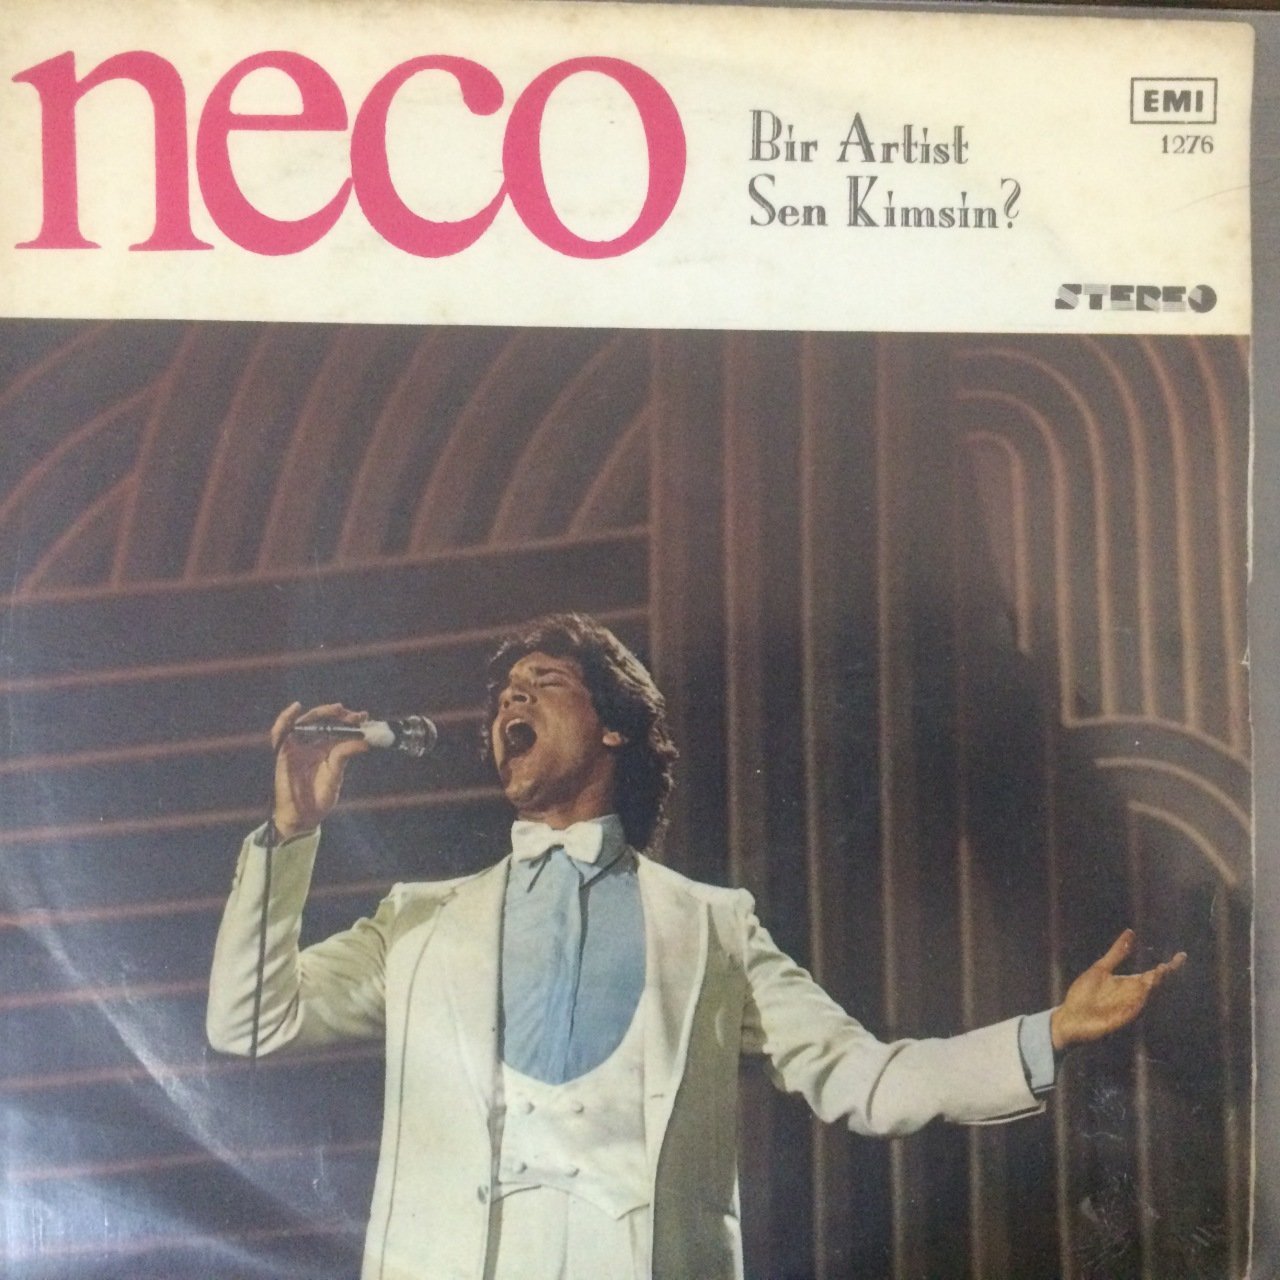 neco
Bir Artist
Sen Kimsin?
EMI
1276
STEREO